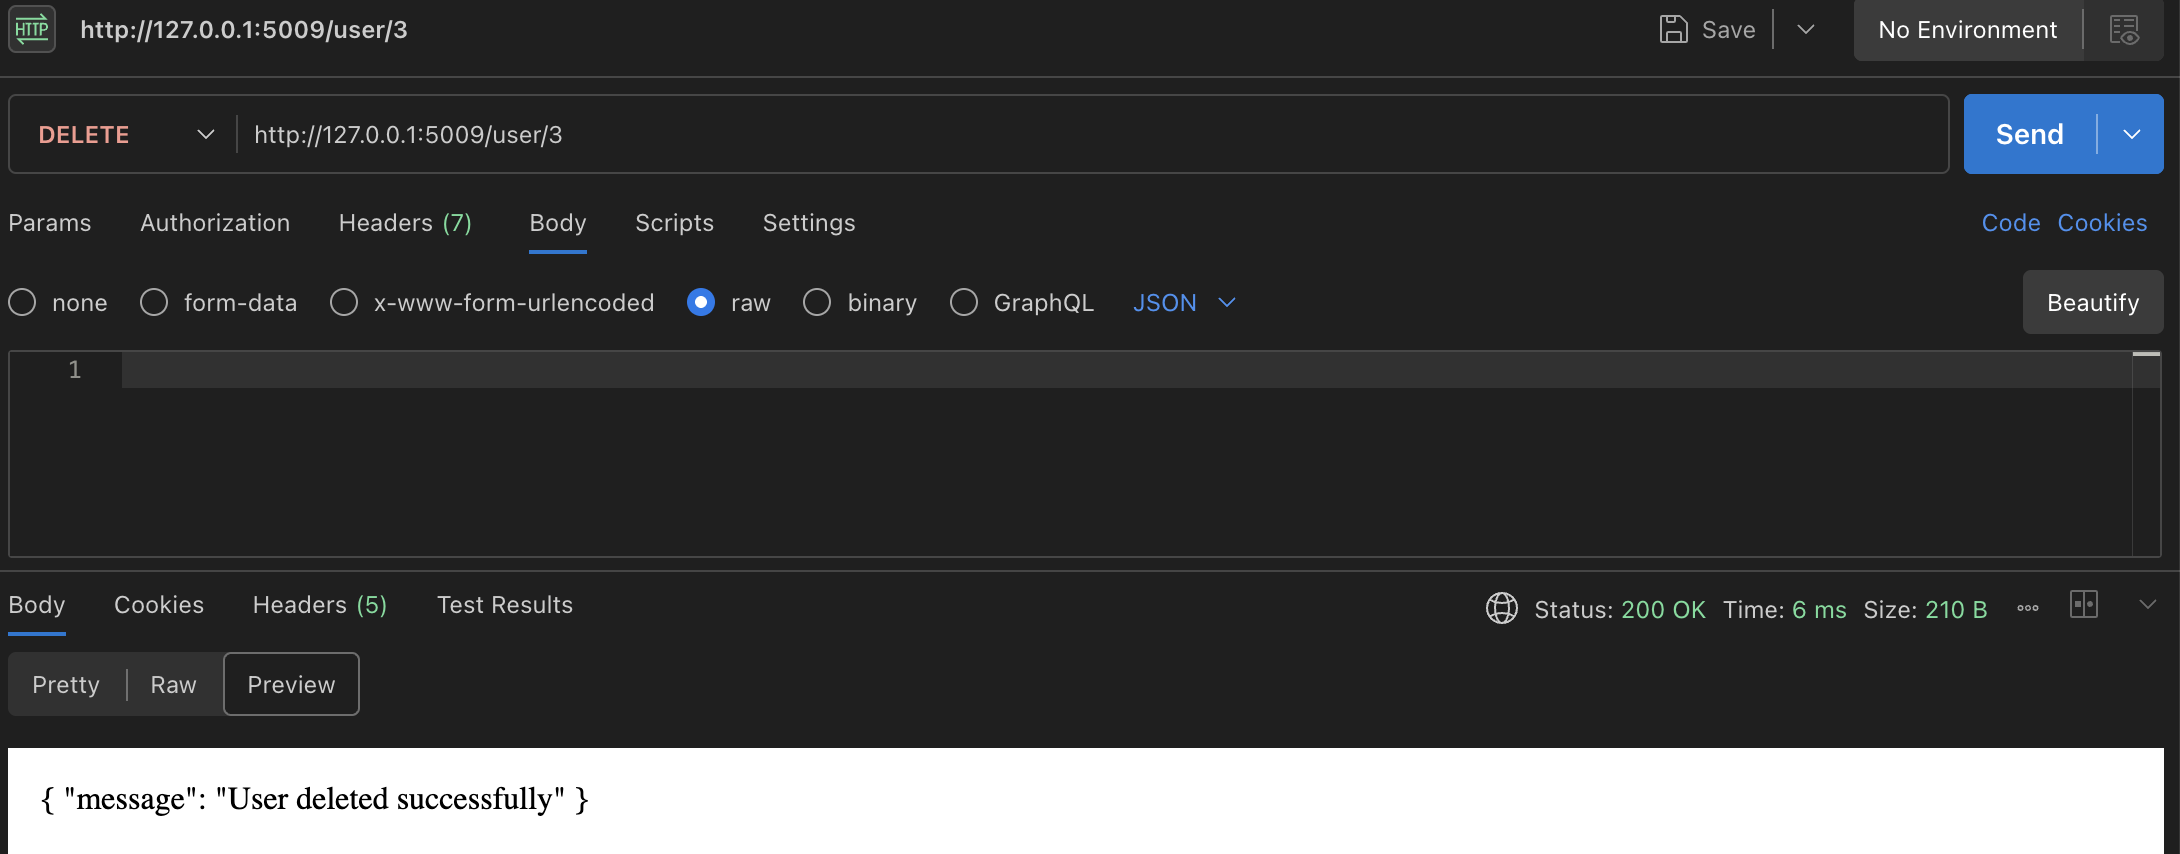 HTTP http://127.0.0.1:5009/user/3 Save No Environment
DELETE http://127.0.0.1:5009/user/3 Send
Params Authorization Headers (7) Body Scripts Settings Code Cookies
none form-data x-www-form-urlencoded raw binary GraphQL JSON Beautify
1
Body Cookies Headers (5) Test Results Status: 200 OK Time: 6 ms Size: 210 B
Pretty Raw Preview
{ "message": "User deleted successfully" }